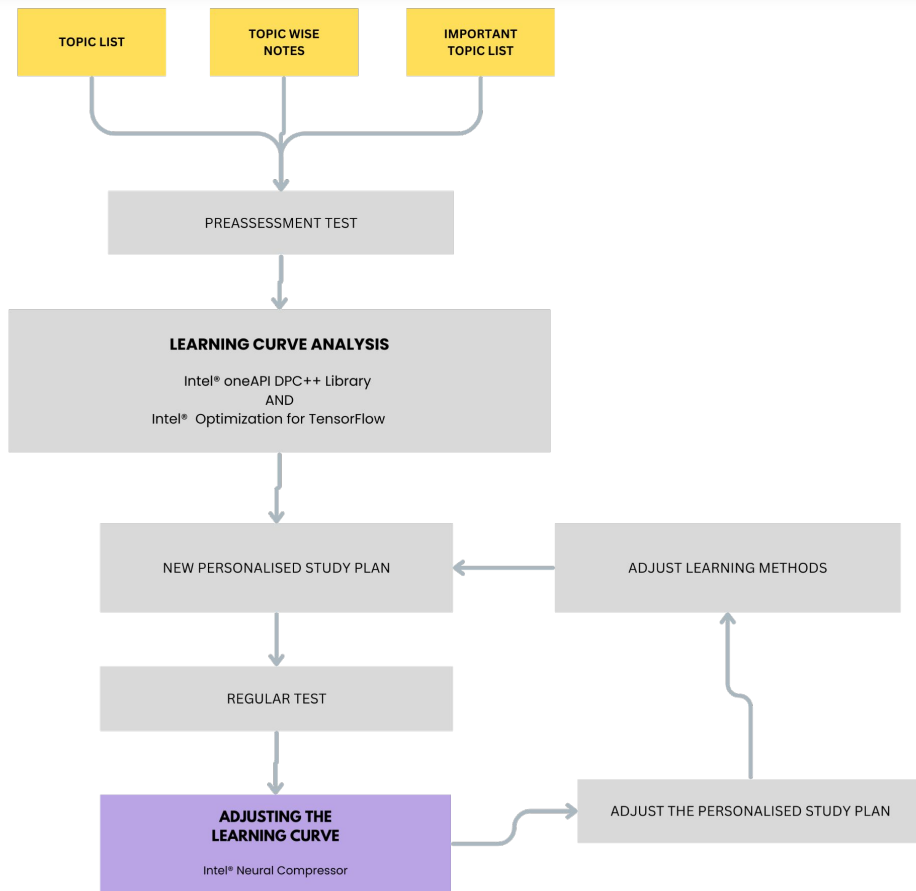 TOPIC LIST
TOPIC WISE
NOTES
IMPORTANT
TOPIC LIST
PREASSESSMENT TEST
LEARNING CURVE ANALYSIS
Intel® oneAPI DPC++ Library
AND
Intel® Optimization for TensorFlow
NEW PERSONALISED STUDY PLAN
ADJUST LEARNING METHODS
REGULAR TEST
ADJUSTING THE
LEARNING CURVE
Intel® Neural Compressor
ADJUST THE PERSONALISED STUDY PLAN